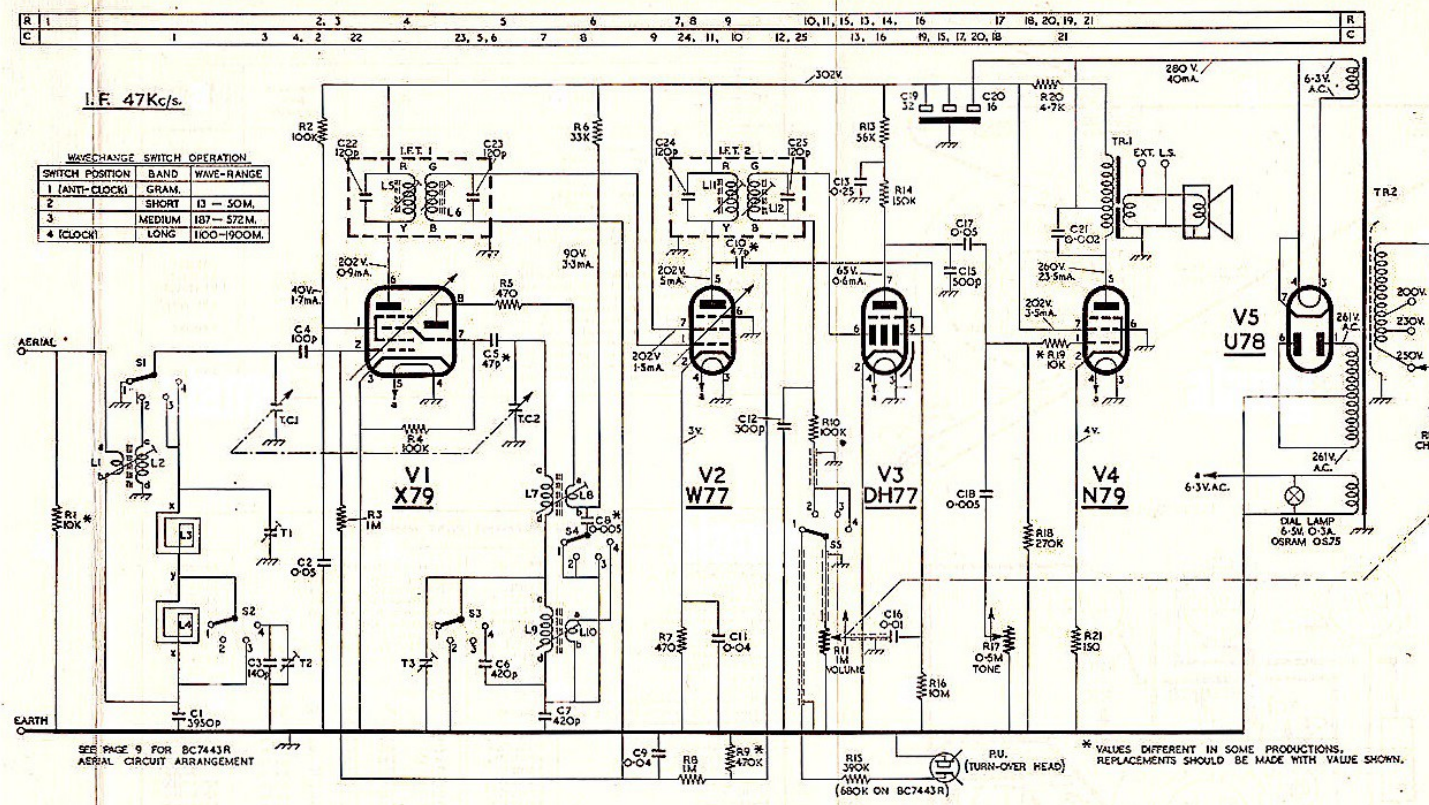 R 1 2, 3 4 5 6 7, 8 9 10, 11, 15, 13, 14, 16 17 18, 20, 19, 21 R
C 1 3 4, 2 22 23, 5, 6 7 8 9 24, 11, 10 12, 25 13, 16 19, 15, 17, 20, 18 21 C
I.F. 47Kc/s.
WAVECHANGE SWITCH OPERATION
SWITCH POSITION BAND WAVE-RANGE
1 (ANTI-CLOCK) GRAM.
2 SHORT 13 — 50M.
3 MEDIUM 187 — 572M.
4 (CLOCK) LONG 1100-1900M.
302V.
280 V.
40mA.
6·3V.
A.C.
C19
32
C20
16
R20
4·7K
R2
100K
C22
120p
I.F.T. 1
C23
120p
R6
33K
C24
120p
I.F.T. 2
C25
120p
R13
56K
TR.1
EXT. L.S.
TR2
L5
R G
L6
Y B
L11
R G
L12
Y B
C13
0·25
R14
150K
C10
47p *
C17
0·05
C21
0·002
C15
500p
202V.
0·9mA.
90V.
3·3mA.
202V.
5mA.
65V.
0·6mA.
260V.
23·5mA.
40V.
1·7mA.
R5
470
202V.
3·5mA.
202V
1·5mA.
V5
U78
261V.
A.C.
200V.
230V.
250V.
AERIAL
S1
C4
100p
C5 *
47p
* R19
10K
T.C.1
T.C.2
R4
100K
C12
300p
R10
100K
3V.
4V.
L1
L2
V1
X79
V2
W77
V3
DH77
V4
N79
261V.
A.C.
a
6·3V.A.C.
R1
10K *
R3
1M
L7
L8
C8 *
0·005
C18
0·005
DIAL LAMP
6·5V. 0·3A.
OSRAM OS75
L3
T1
S4
S5
R18
270K
C2
0·05
L4
S2
S3
L9
L10
C3
140p
T2
T3
C6
420p
R7
470
C11
0·04
R11
1M
VOLUME
C16
0·01
R17
0·5M
TONE
R21
150
R16
10M
C1
3950p
C7
420p
EARTH
SEE PAGE 9 FOR BC7443R
AERIAL CIRCUIT ARRANGEMENT
C9
0·04
R8
1M
R9 *
470K
R15
390K
(680K ON BC7443R)
P.U.
(TURN-OVER HEAD)
* VALUES DIFFERENT IN SOME PRODUCTIONS.
REPLACEMENTS SHOULD BE MADE WITH VALUE SHOWN.